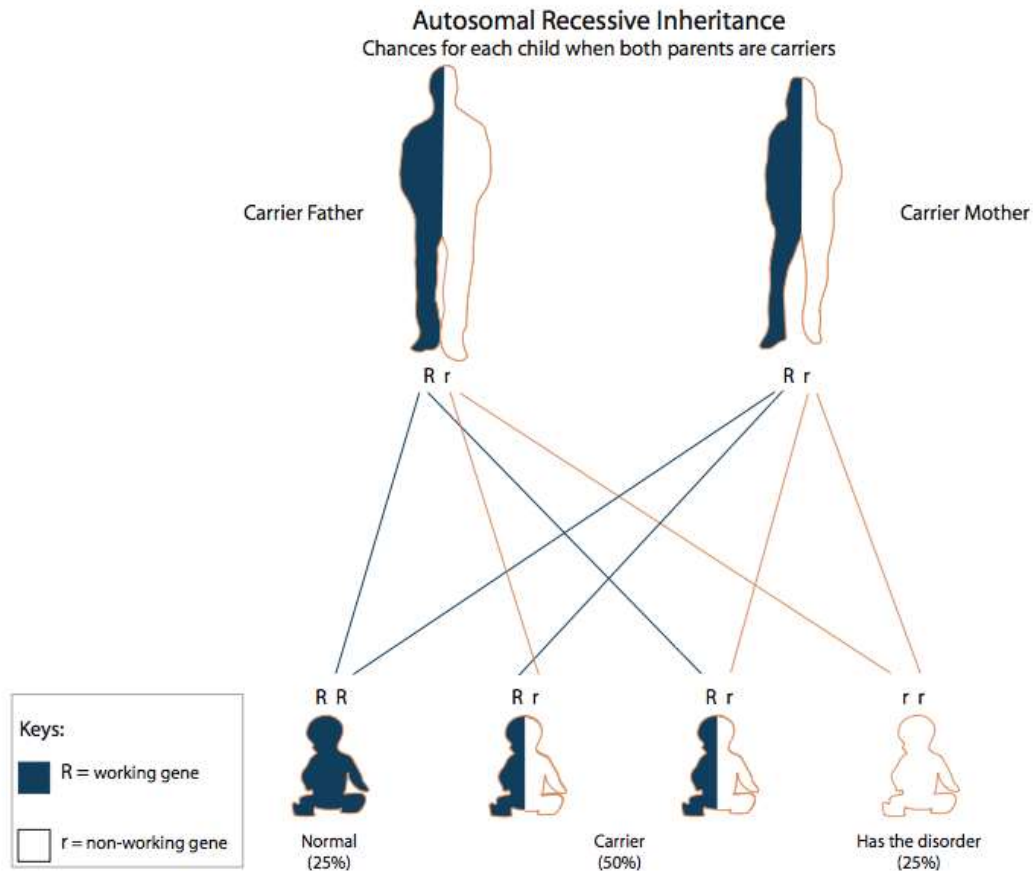 Autosomal Recessive Inheritance
Chances for each child when both parents are carriers
Carrier Father
Carrier Mother
R r
R r
R R
R r
R r
r r
Keys:
R = working gene
r = non-working gene
Normal
(25%)
Carrier
(50%)
Has the disorder
(25%)